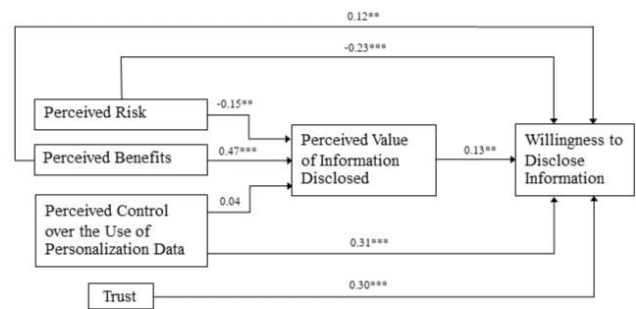 0.12**
-0.23***
Perceived Risk
-0.15**
Perceived Benefits
0.47***
Perceived Value
of Information
Disclosed
0.13**
Willingness to
Disclose
Information
Perceived Control
over the Use of
Personalization Data
0.04
0.31***
Trust
0.30***